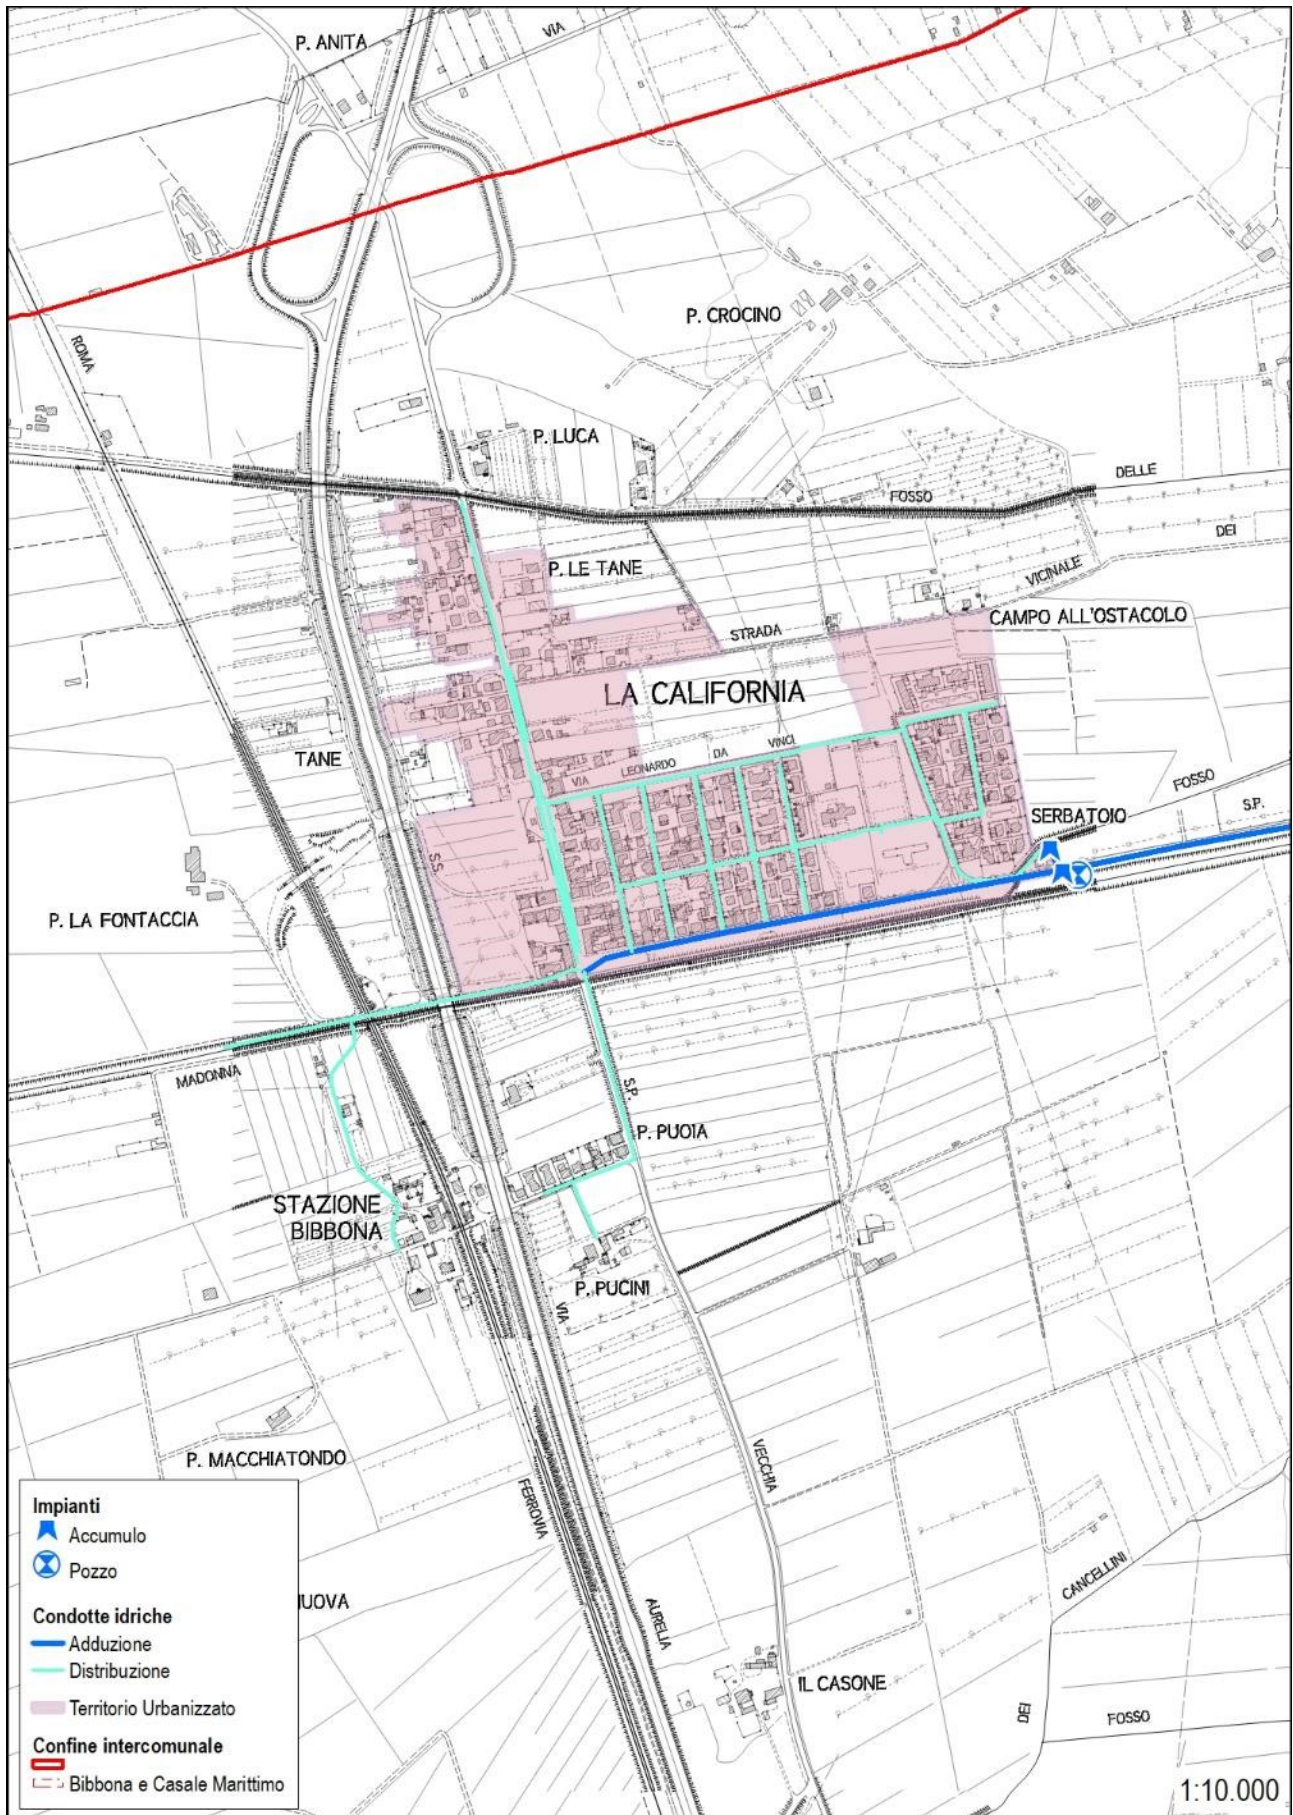 P. ANITA
VIA
ROMA
P. CROCINO
P. LUCA
DELLE
FOSSO
DEI
P. LE TANE
VICINALE
CAMPO ALL'OSTACOLO
STRADA
LA CALIFORNIA
TANE
VIA LEONARDO DA VINCI
FOSSO
S.P.
SERBATOIO
S.S.
P. LA FONTACCIA
MADONNA
S.P.
P. PUOIA
STAZIONE
BIBBONA
P. PUCINI
VIA
P. MACCHIATONDO
VECCHIA
FERROVIA
CANCELLINI
AURELIA
IL CASONE
DEI
FOSSO
Impianti
Accumulo
Pozzo
UOVA
Condotte idriche
Adduzione
Distribuzione
Territorio Urbanizzato
Confine intercomunale
Bibbona e Casale Marittimo
1:10.000